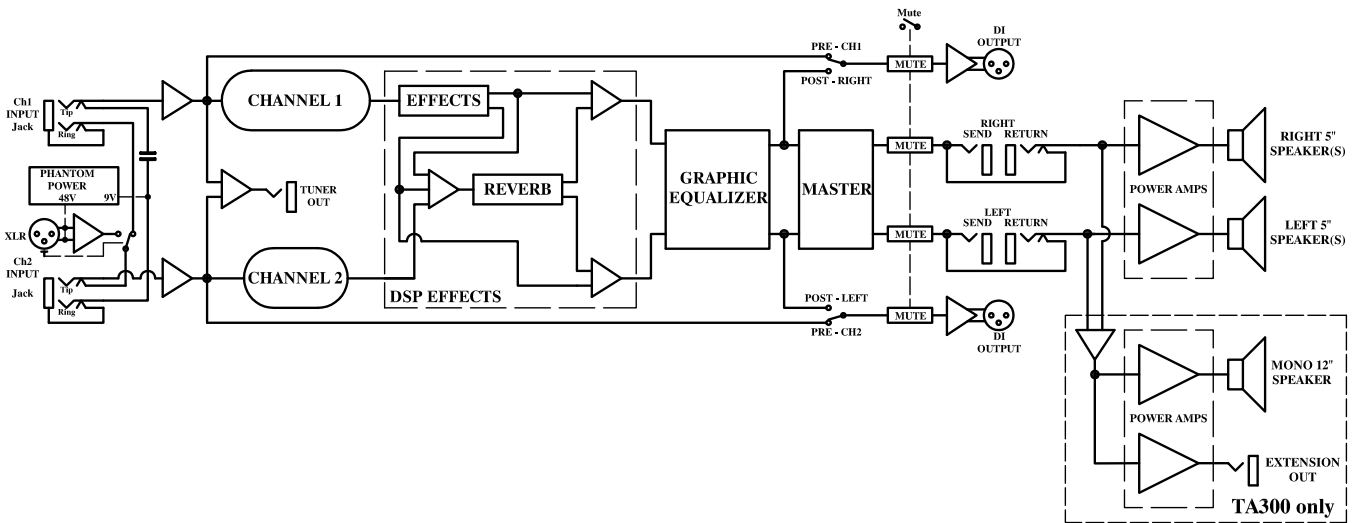 Mute
PRE - CH1
DI
OUTPUT
MUTE
POST - RIGHT
Ch1
INPUT
Jack
Tip
Ring
CHANNEL 1
EFFECTS
PHANTOM
POWER
48V 9V
TUNER
OUT
REVERB
GRAPHIC
EQUALIZER
MASTER
MUTE
RIGHT
SEND RETURN
POWER AMPS
RIGHT 5"
SPEAKER(S)
XLR
MUTE
LEFT
SEND RETURN
LEFT 5"
SPEAKER(S)
Ch2
INPUT
Jack
Tip
Ring
CHANNEL 2
DSP EFFECTS
POST - LEFT
MUTE
PRE - CH2
DI
OUTPUT
MONO 12"
SPEAKER
POWER AMPS
EXTENSION
OUT
TA300 only